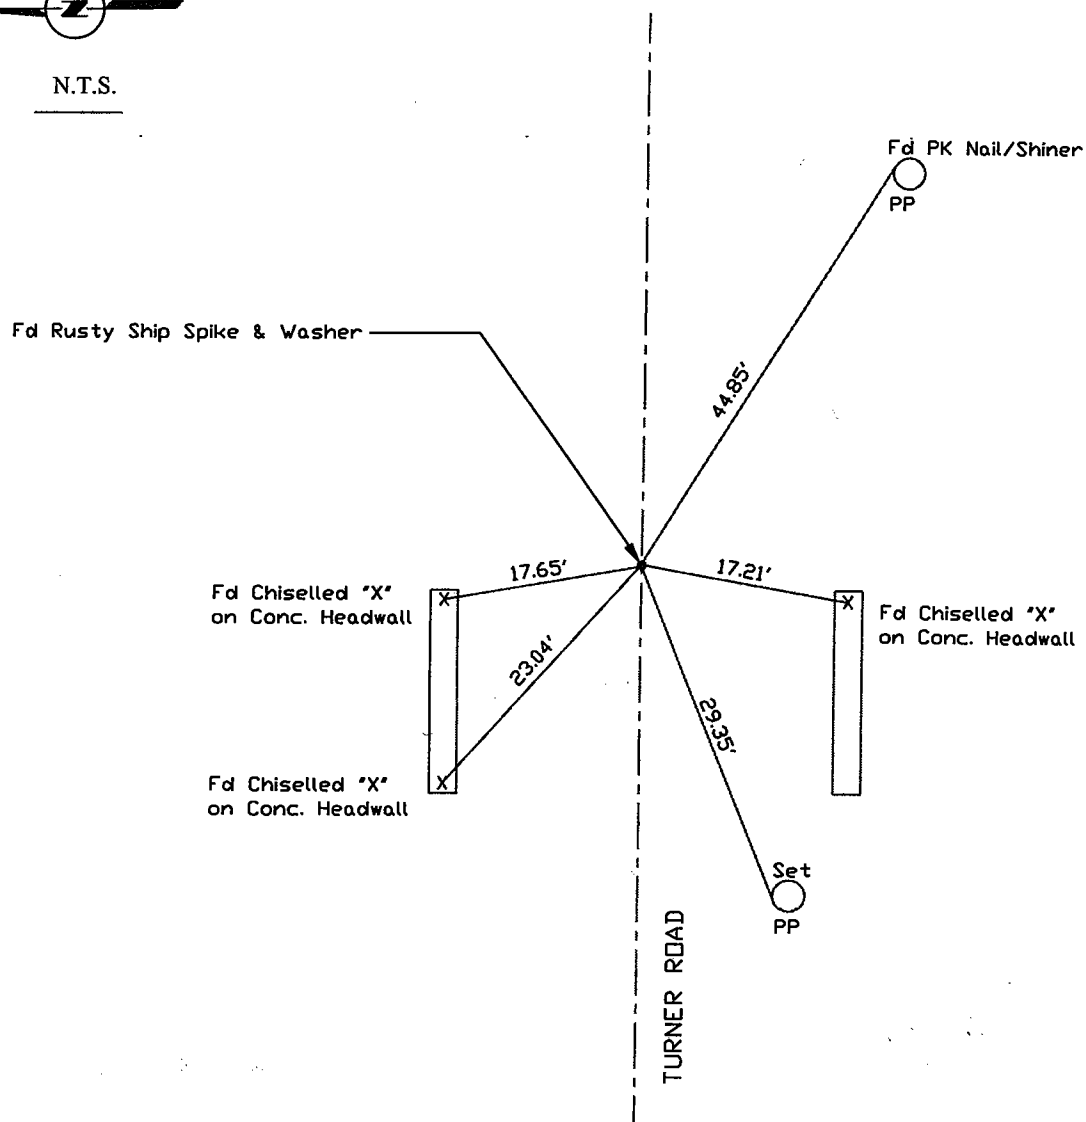 Z
N.T.S.
Fd PK Nail/Shiner
PP
Fd Rusty Ship Spike & Washer
44.85'
17.65'
17.21'
Fd Chiselled "X"
on Conc. Headwall
X
X
Fd Chiselled "X"
on Conc. Headwall
23.04'
29.35'
Fd Chiselled "X"
on Conc. Headwall
X
Set
PP
TURNER ROAD